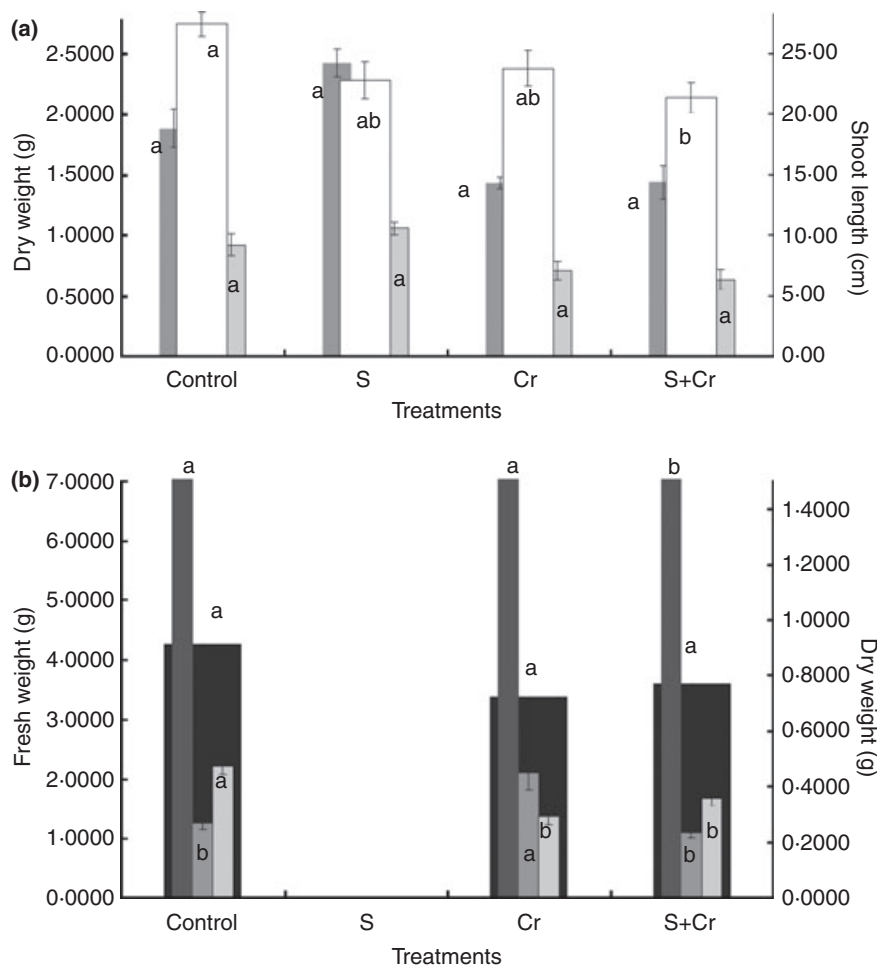 (a)
Dry weight (g)
2·5000
2·0000
1·5000
1·0000
0·5000
0·0000
a
a
a
a
ab
a
a
ab
a
a
b
a
25·00
20·00
15·00
10·00
5·00
0·00
Shoot length (cm)
Control S Cr S+Cr
Treatments
(b)
Fresh weight (g)
7·0000
6·0000
5·0000
4·0000
3·0000
2·0000
1·0000
0·0000
a
b
a
a
a
a
b
a
b
b
b
a
1·4000
1·2000
1·0000
0·8000
0·6000
0·4000
0·2000
0·0000
Dry weight (g)
Control S Cr S+Cr
Treatments